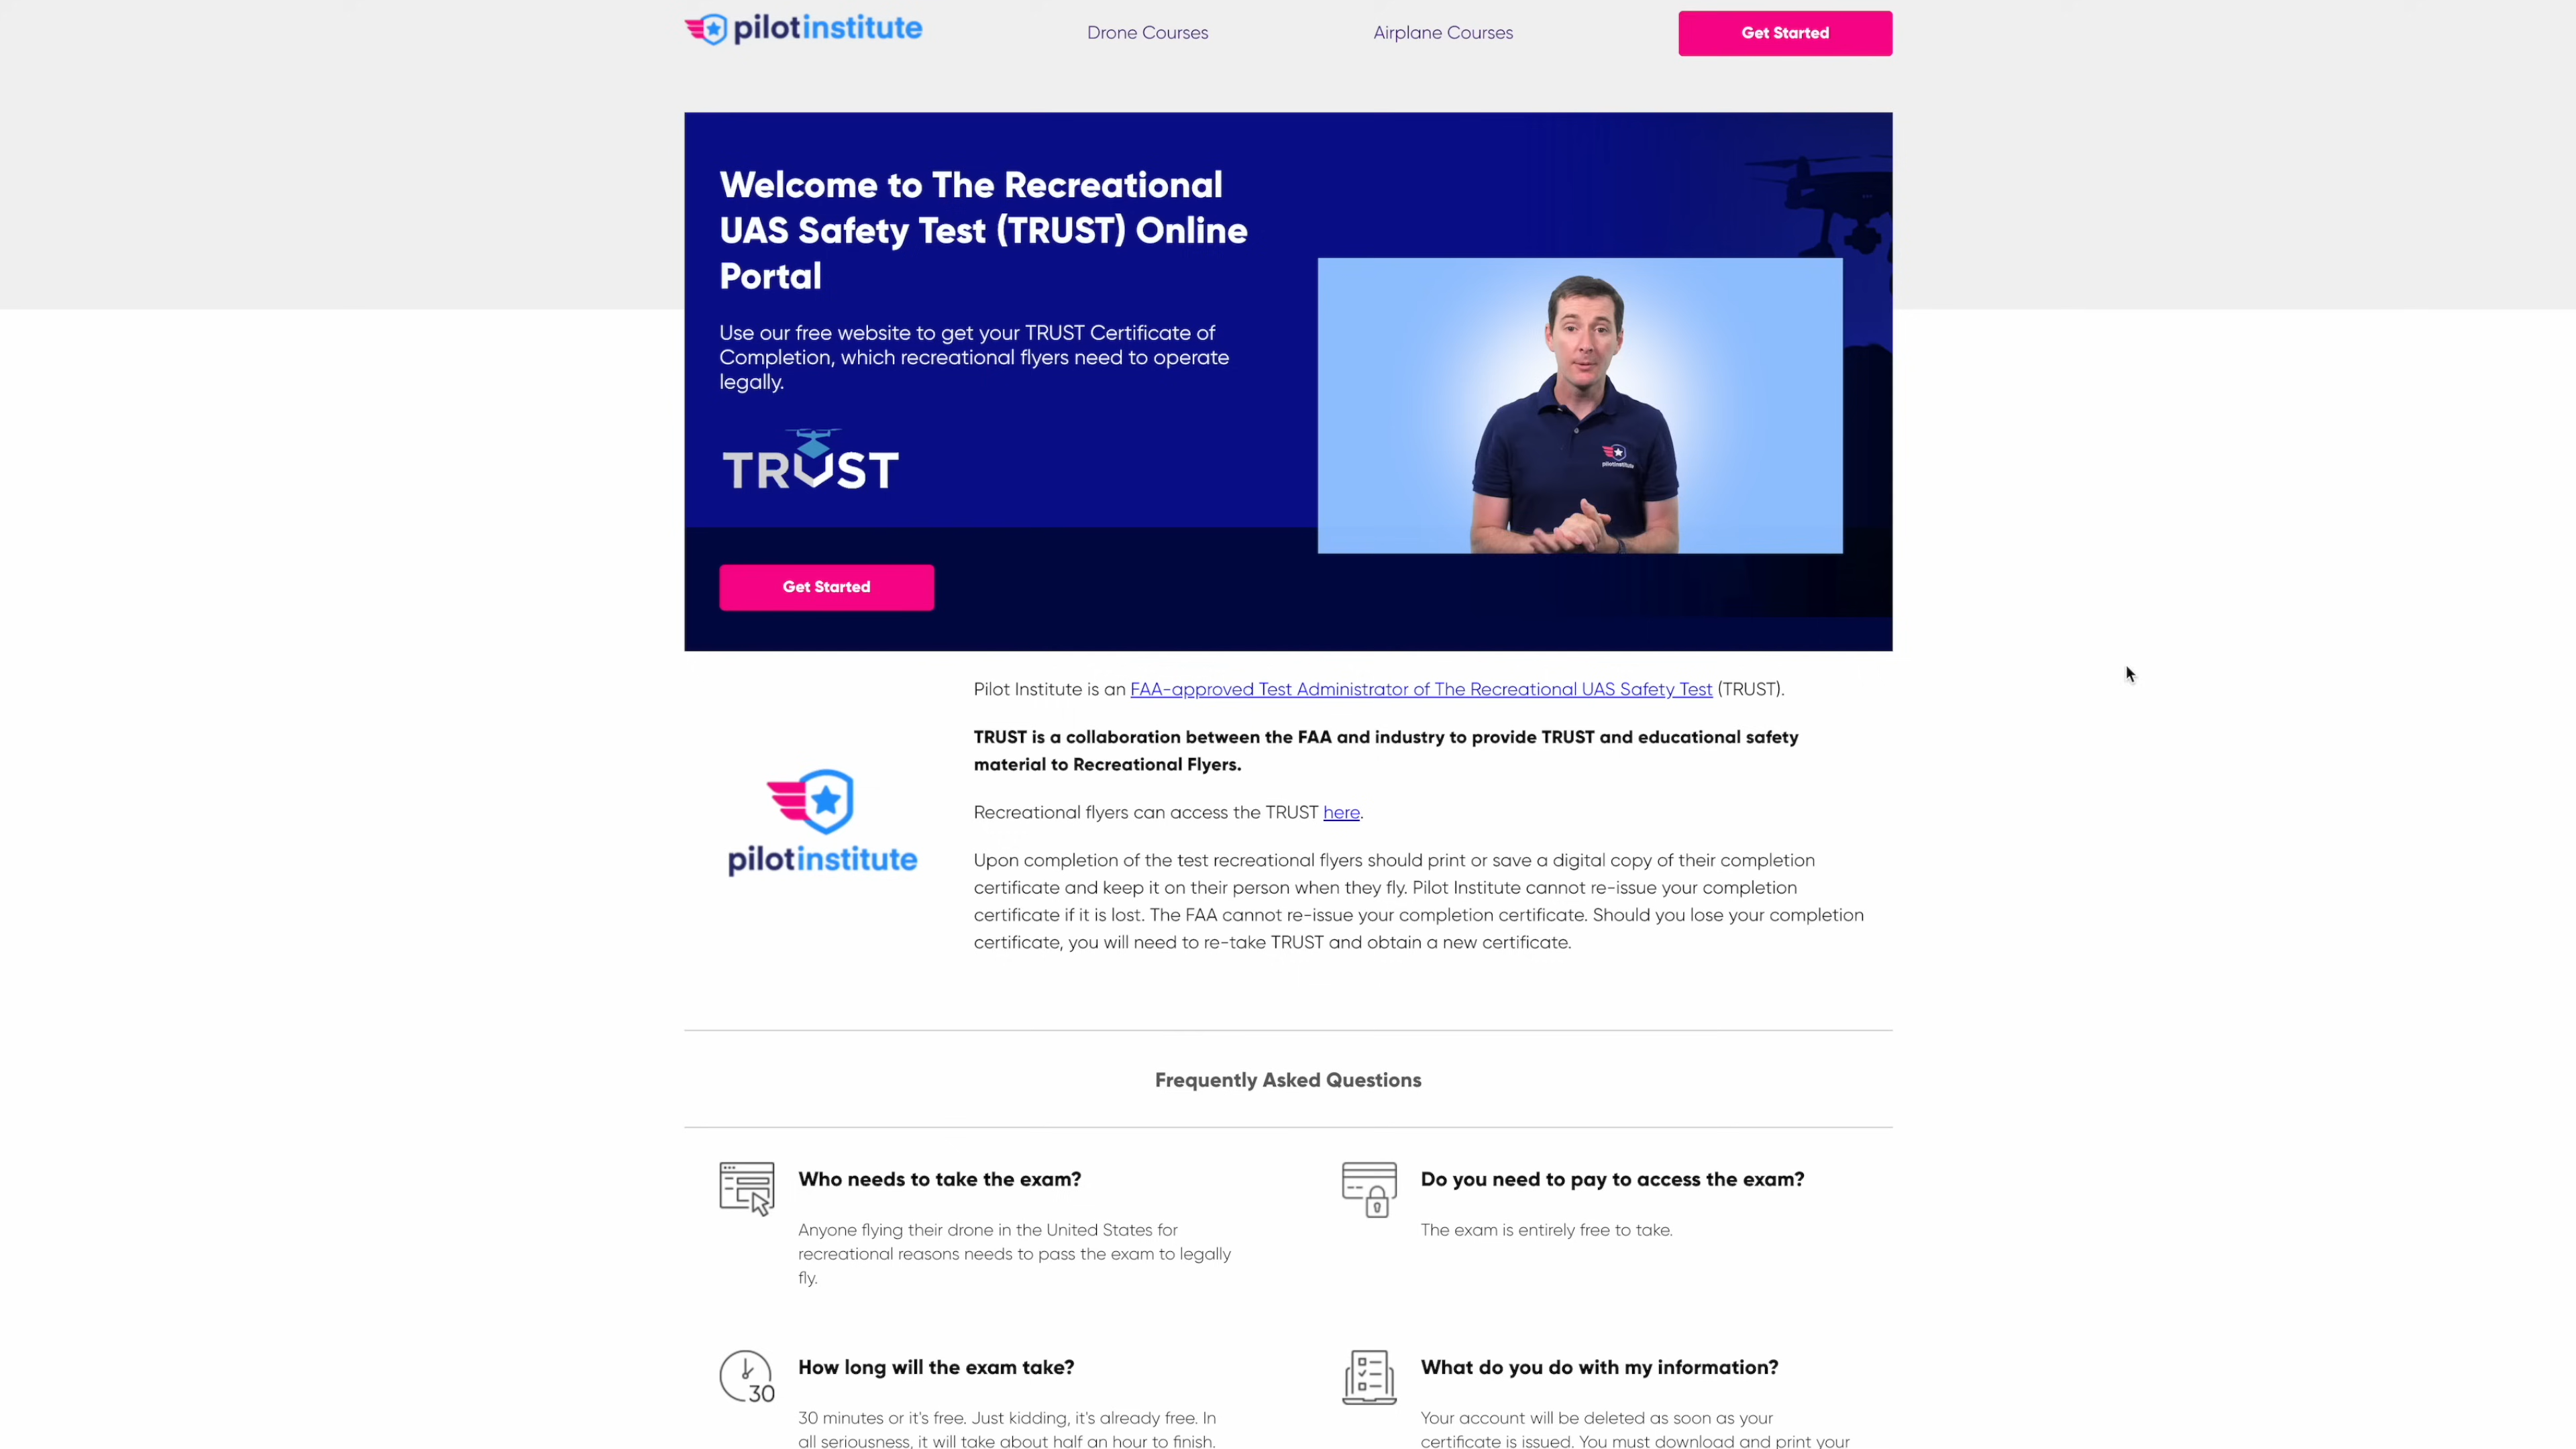 pilotinstitute
Drone Courses
Airplane Courses
Get Started
Welcome to The Recreational
UAS Safety Test (TRUST) Online
Portal
Use our free website to get your TRUST Certificate of
Completion, which recreational flyers need to operate
legally.
TRUST
pilotinstitute
Get Started
Pilot Institute is an FAA-approved Test Administrator of The Recreational UAS Safety Test (TRUST).
TRUST is a collaboration between the FAA and industry to provide TRUST and educational safety
material to Recreational Flyers.
Recreational flyers can access the TRUST here.
pilotinstitute
Upon completion of the test recreational flyers should print or save a digital copy of their completion
certificate and keep it on their person when they fly. Pilot Institute cannot re-issue your completion
certificate if it is lost. The FAA cannot re-issue your completion certificate. Should you lose your completion
certificate, you will need to re-take TRUST and obtain a new certificate.
Frequently Asked Questions
Who needs to take the exam?
Anyone flying their drone in the United States for
recreational reasons needs to pass the exam to legally
fly.
Do you need to pay to access the exam?
The exam is entirely free to take.
30
How long will the exam take?
30 minutes or it's free. Just kidding, it's already free. In
all seriousness, it will take about half an hour to finish.
What do you do with my information?
Your account will be deleted as soon as your
certificate is issued. You must download and print your